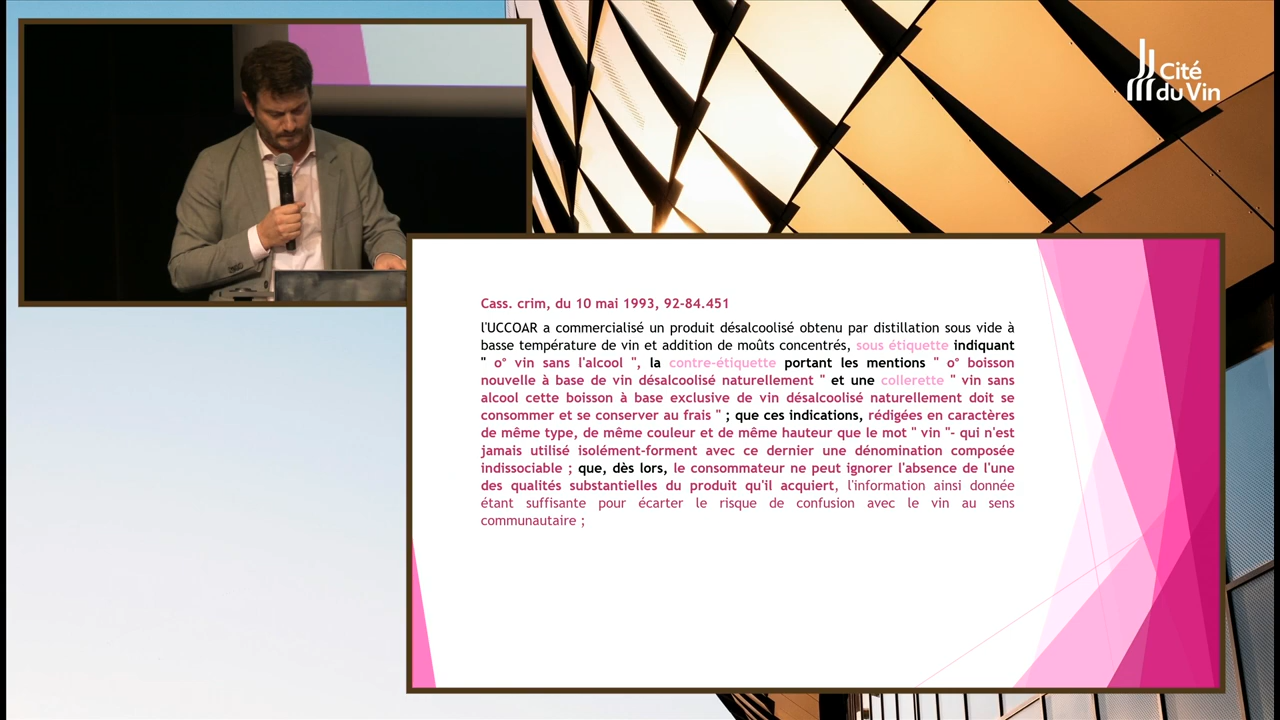 Cité
du Vin
Cass. crim, du 10 mai 1993, 92-84.451
l'UCCOAR a commercialisé un produit désalcoolisé obtenu par distillation sous vide à
basse température de vin et addition de moûts concentrés, sous étiquette indiquant
" o° vin sans l'alcool ", la contre-étiquette portant les mentions " o° boisson
nouvelle à base de vin désalcoolisé naturellement " et une collerette " vin sans
alcool cette boisson à base exclusive de vin désalcoolisé naturellement doit se
consommer et se conserver au frais " ; que ces indications, rédigées en caractères
de même type, de même couleur et de même hauteur que le mot " vin "- qui n'est
jamais utilisé isolément-forment avec ce dernier une dénomination composée
indissociable ; que, dès lors, le consommateur ne peut ignorer l'absence de l'une
des qualités substantielles du produit qu'il acquiert, l'information ainsi donnée
étant suffisante pour écarter le risque de confusion avec le vin au sens
communautaire ;